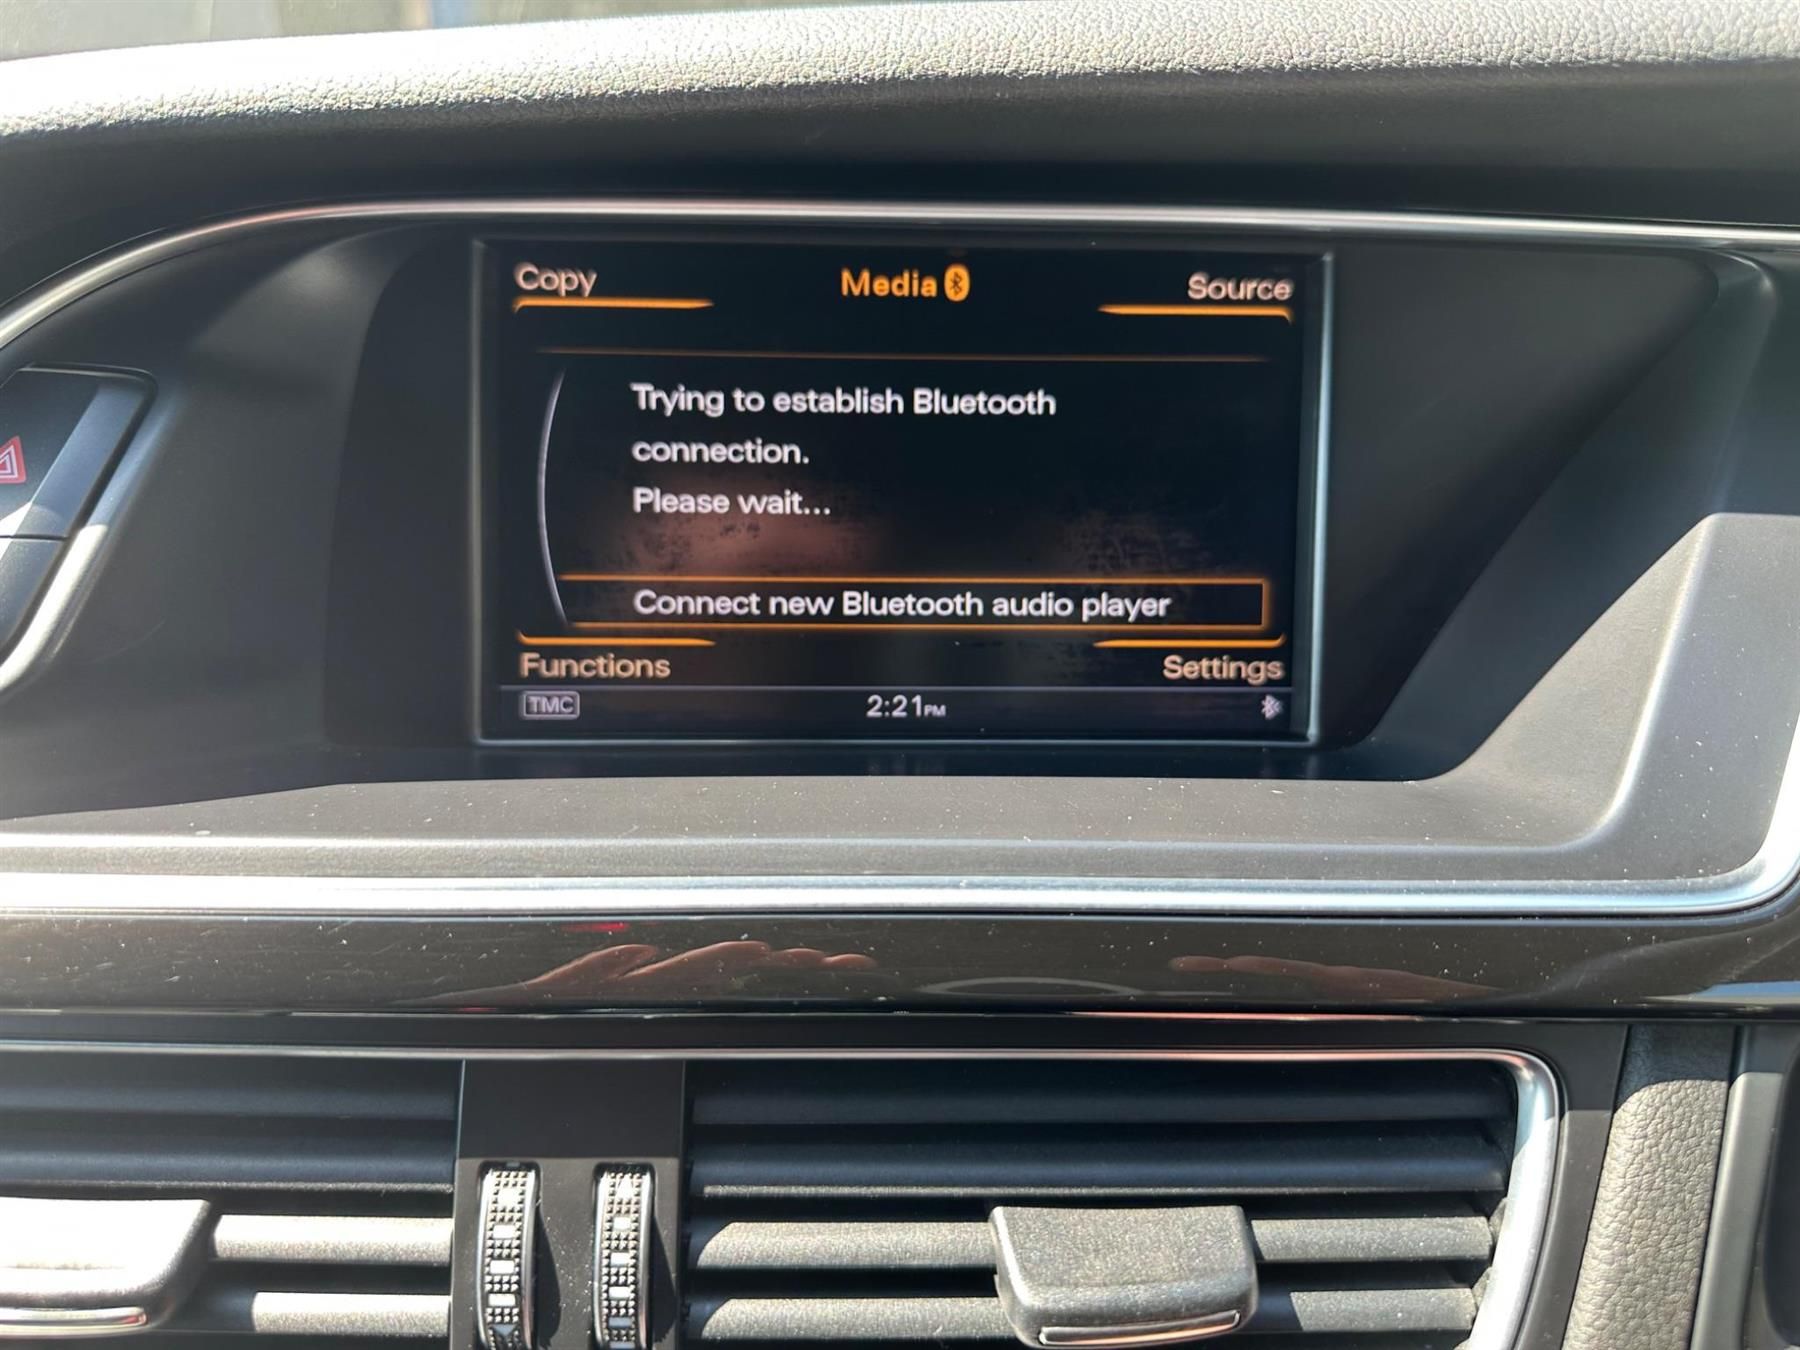 Copy
Media
Source
Trying to establish Bluetooth
connection.
Please wait...
Connect new Bluetooth audio player
Functions
Settings
TMC
2:21PM